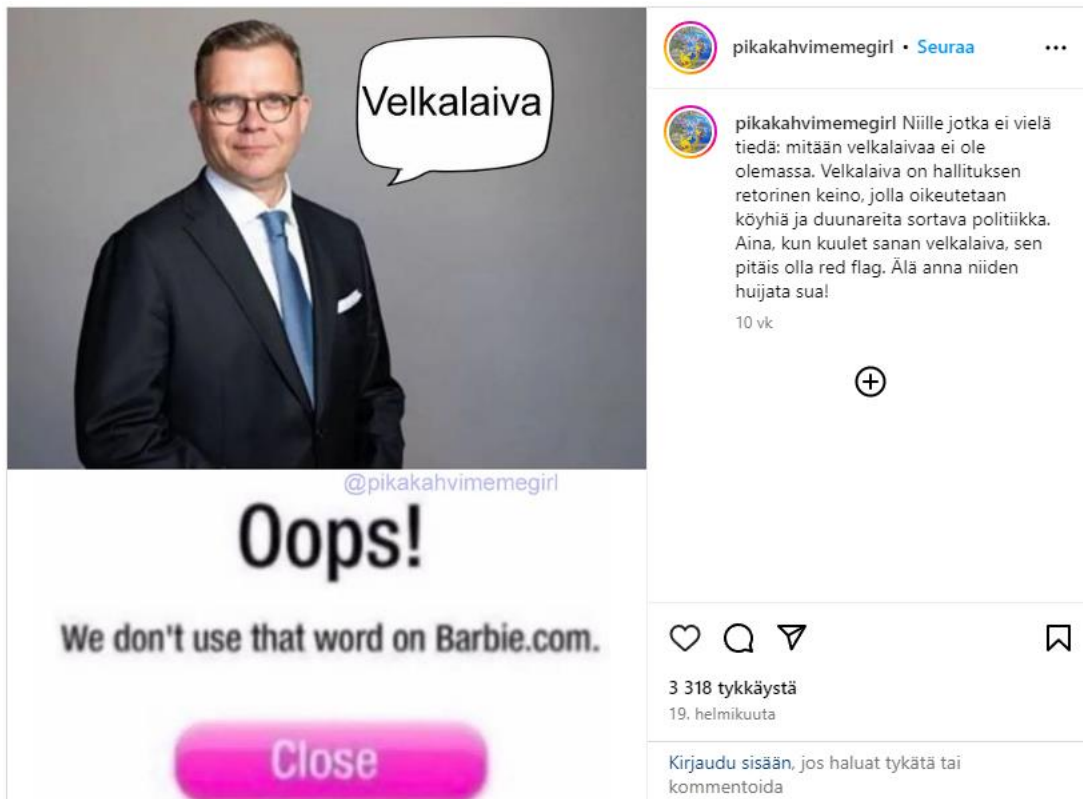 Velkalaiva
@pikakahvimemegirl
Oops!
We don't use that word on Barbie.com.
Close
pikakahvimemegirl • Seuraa
pikakahvimemegirl Niille jotka ei vielä
tiedä: mitään velkalaivaa ei ole
olemassa. Velkalaiva on hallituksen
retorinen keino, jolla oikeutetaan
köyhiä ja duunareita sortava politiikka.
Aina, kun kuulet sanan velkalaiva, sen
pitäis olla red flag. Älä anna niiden
huijata sua!
10 vk
3 318 tykkäystä
19. helmikuuta
Kirjaudu sisään, jos haluat tykätä tai
kommentoida